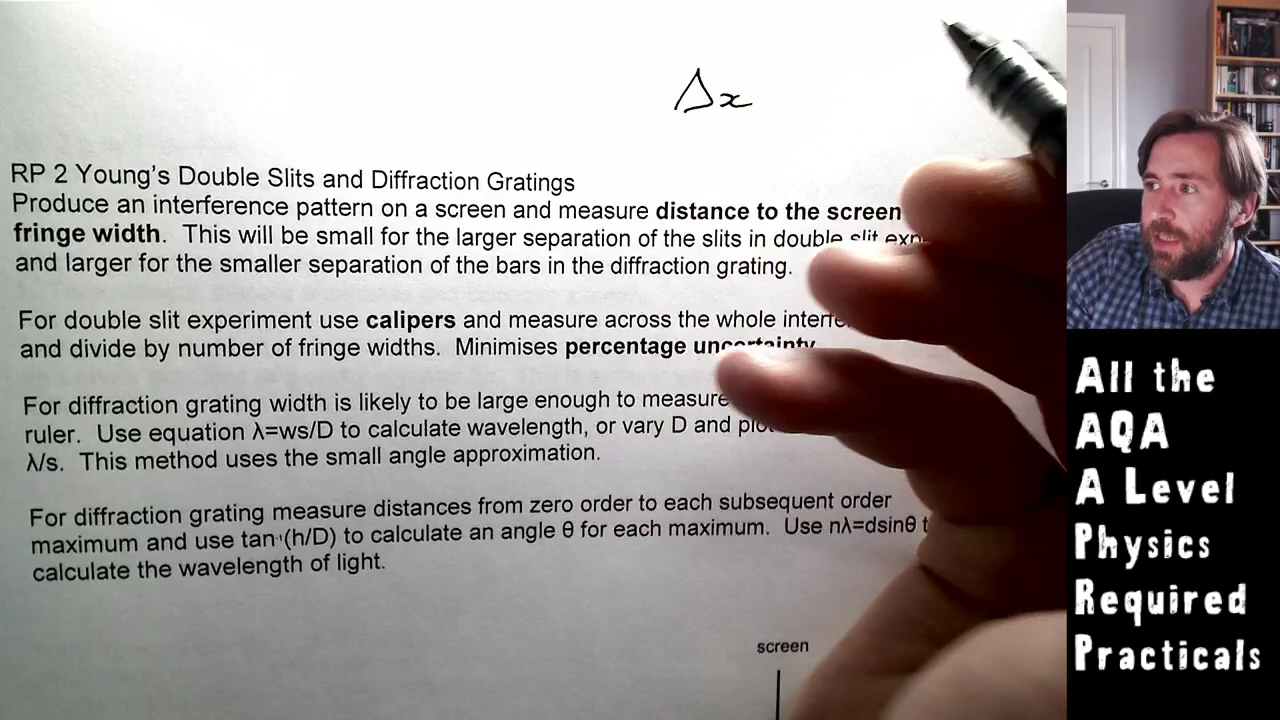 Δx
RP 2 Young's Double Slits and Diffraction Gratings
Produce an interference pattern on a screen and measure distance to the screen
fringe width. This will be small for the larger separation of the slits in double slit
and larger for the smaller separation of the bars in the diffraction grating.
For double slit experiment use calipers and measure across the whole
and divide by number of fringe widths. Minimises percentage uncertainty
For diffraction grating width is likely to be large enough to measure
ruler. Use equation λ=ws/D to calculate wavelength, or vary D and
λ/s. This method uses the small angle approximation.
For diffraction grating measure distances from zero order to each subsequent order
maximum and use tan⁻¹(h/D) to calculate an angle θ for each maximum. Use nλ=dsinθ
calculate the wavelength of light.
screen
All the
AQA
A Level
Physics
Required
Practicals